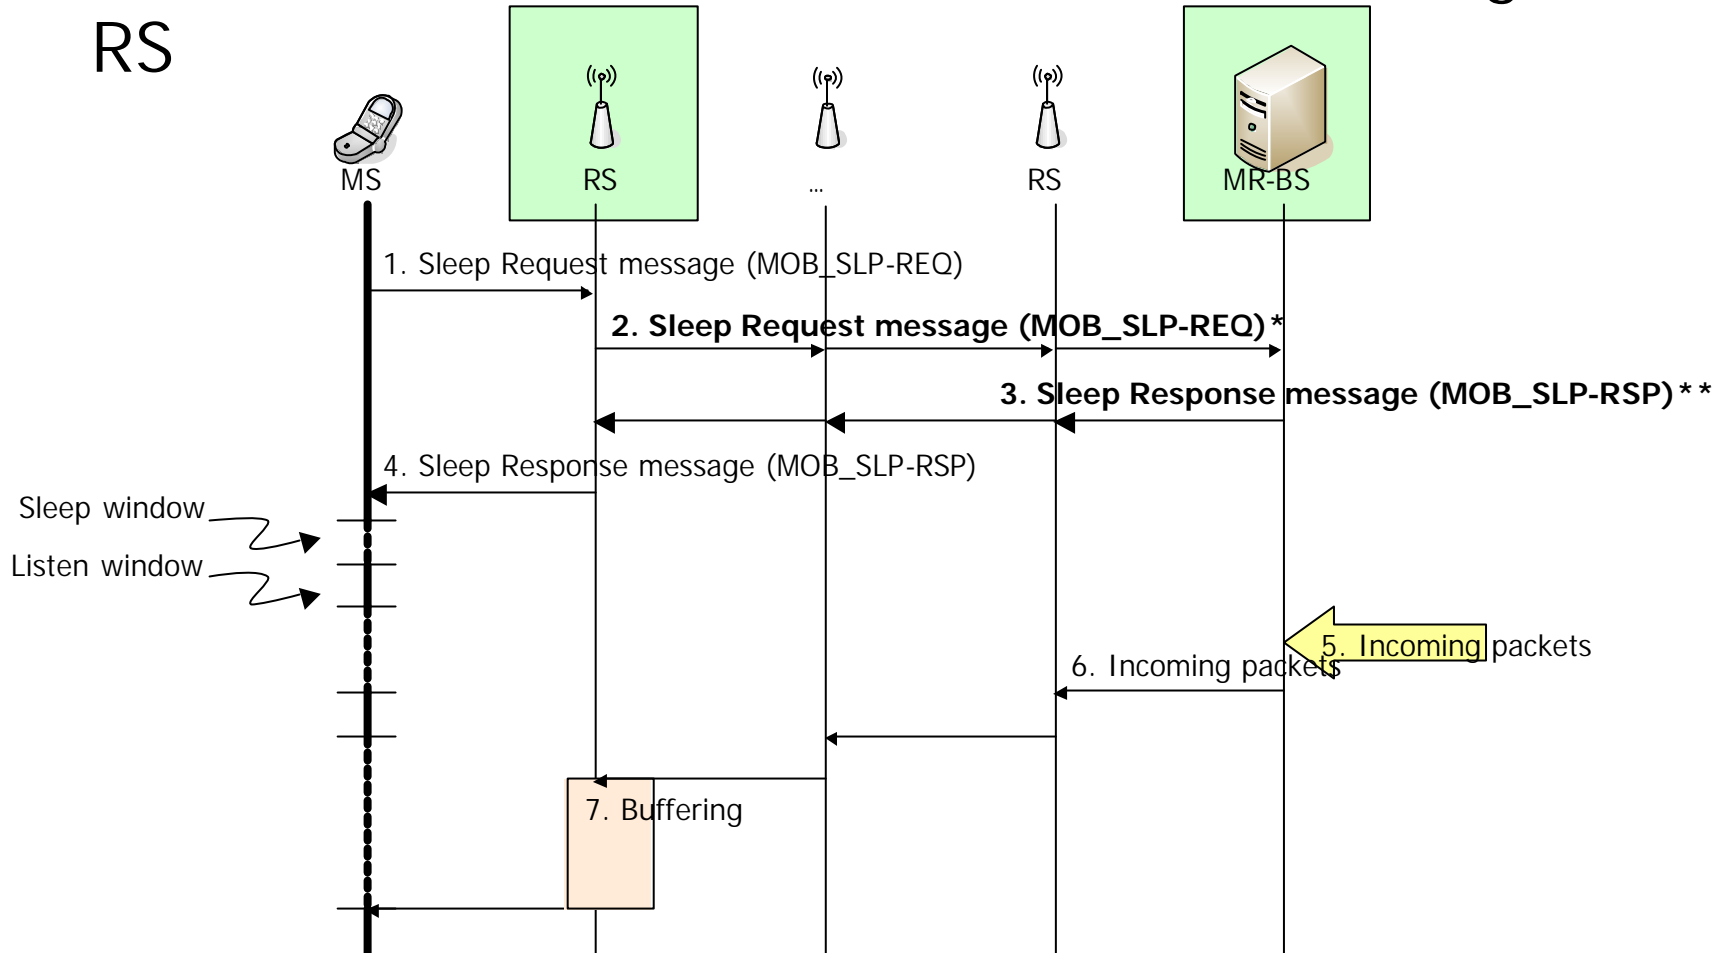 RS
MS
RS
...
RS
MR-BS
1. Sleep Request message (MOB_SLP-REQ)
2. Sleep Request message (MOB_SLP-REQ)*
3. Sleep Response message (MOB_SLP-RSP)**
4. Sleep Response message (MOB_SLP-RSP)
Sleep window
Listen window
5. Incoming packets
6. Incoming packets
7. Buffering